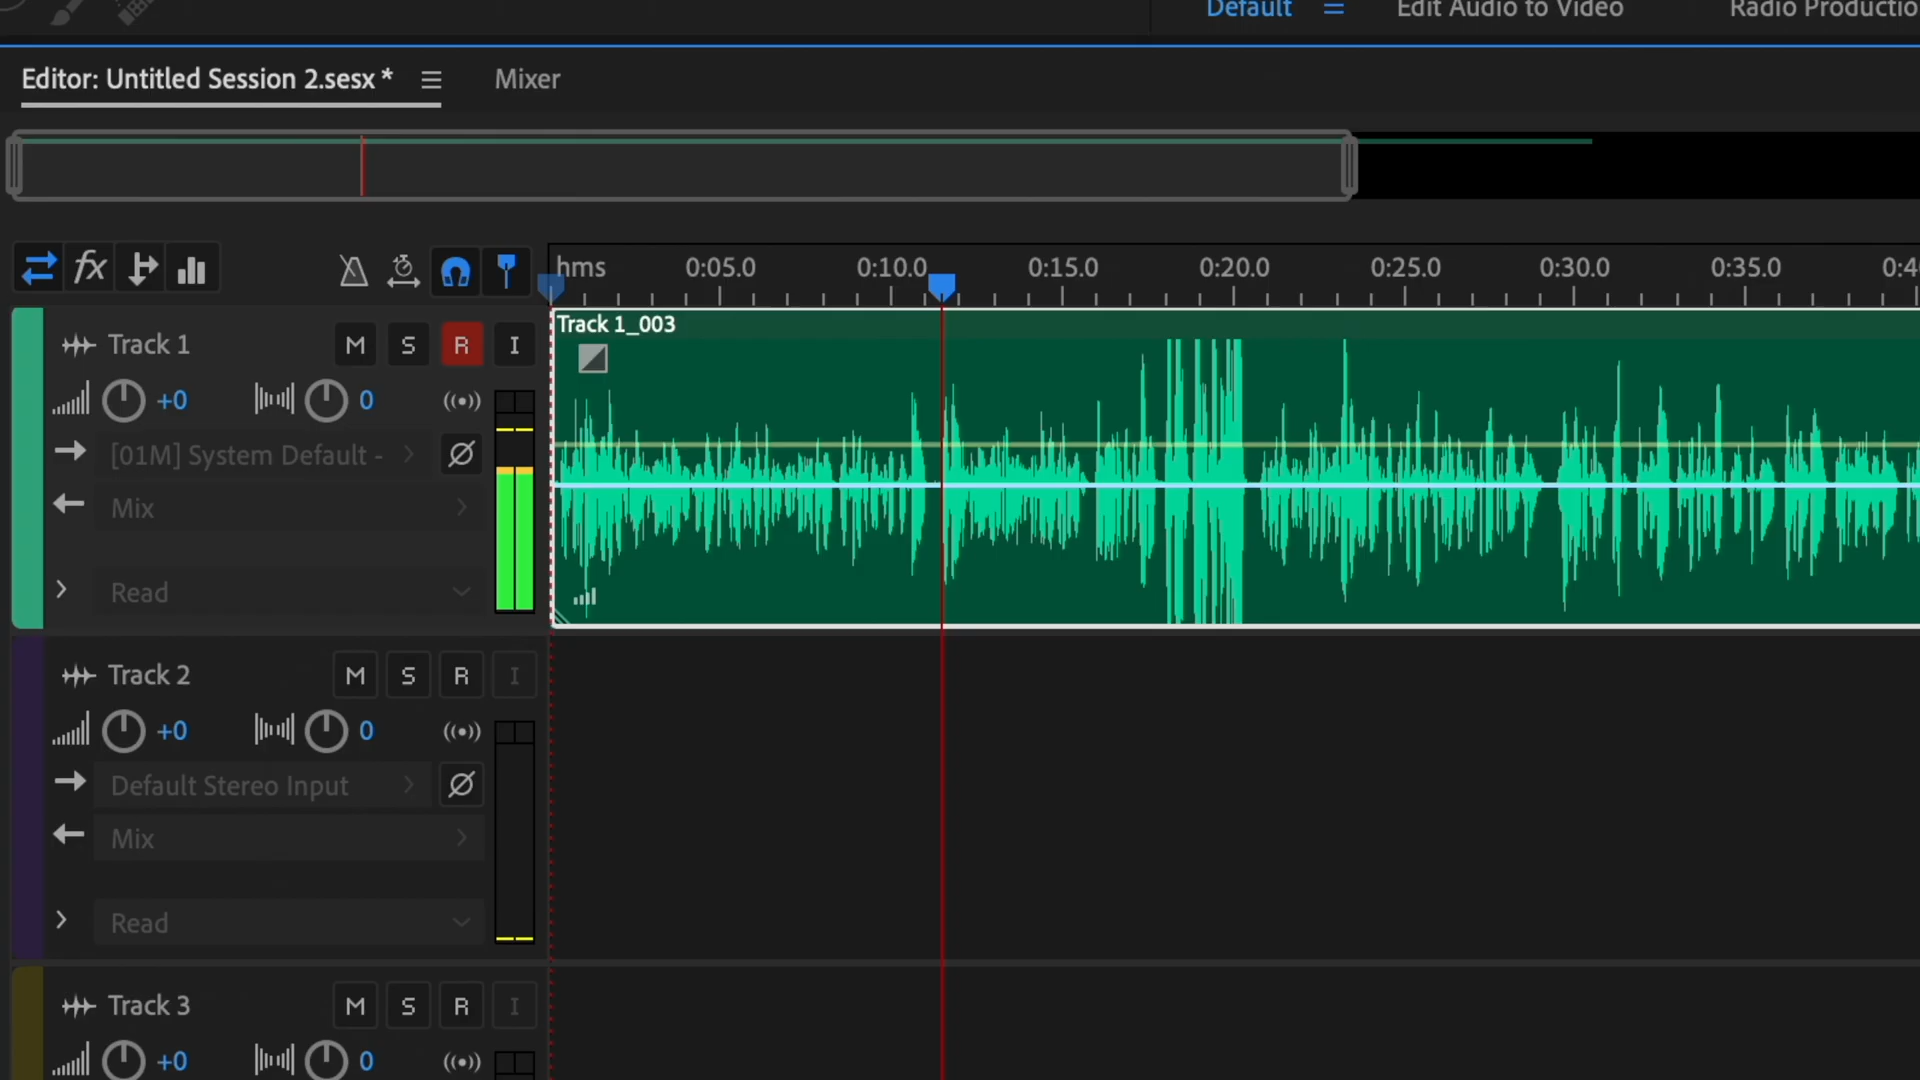 Default Edit Audio to Video Radio Productio
Editor: Untitled Session 2.sesx * Mixer
fx hms 0:05.0 0:10.0 0:15.0 0:20.0 0:25.0 0:30.0 0:35.0 0:4
Track 1 M S R I
Track 1_003
+0 0
[01M] System Default -
Mix
Read
Track 2 M S R I
+0 0
Default Stereo Input
Mix
Read
Track 3 M S R I
+0 0